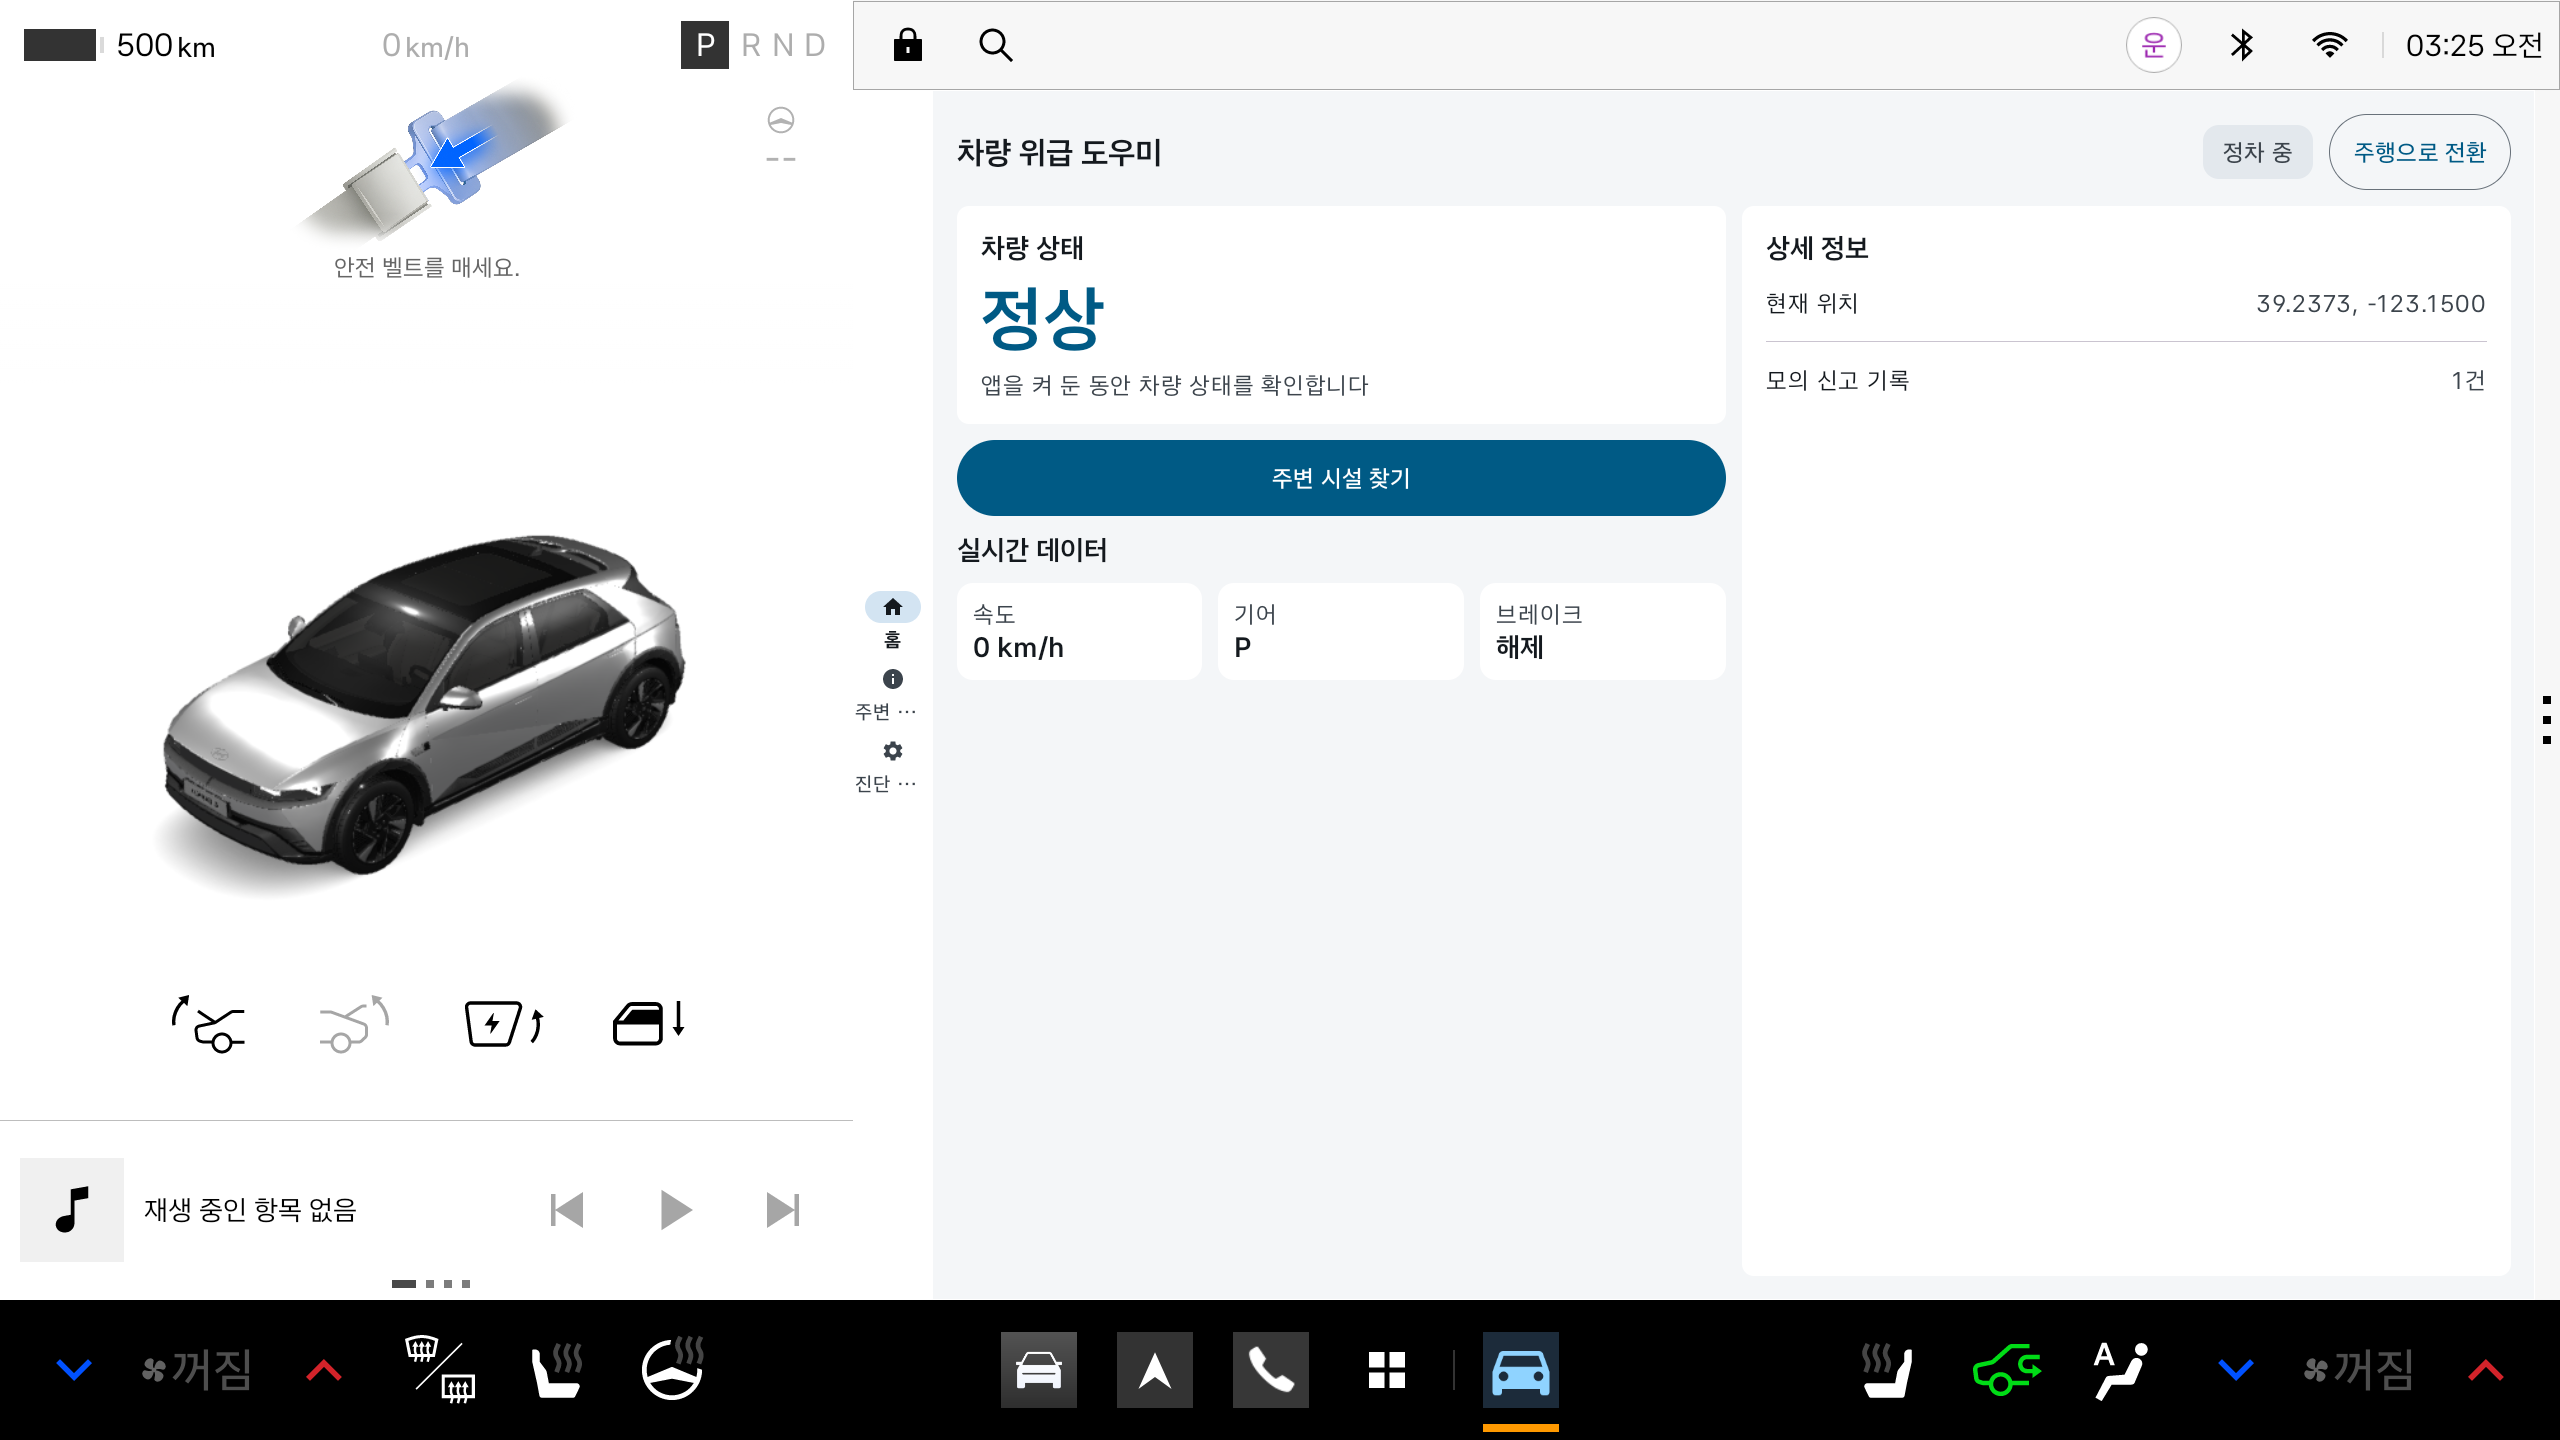 500 km
0 km/h
P R N D
03:25 오전
운
안전 벨트를 매세요.
차량 위급 도우미
정차 중
주행으로 전환
차량 상태
정상
앱을 켜 둔 동안 차량 상태를 확인합니다
주변 시설 찾기
실시간 데이터
속도
0 km/h
기어
P
브레이크
해제
상세 정보
현재 위치
39.2373, -123.1500
모의 신고 기록
1건
홈
주변 …
진단 …
재생 중인 항목 없음
꺼짐
A
꺼짐